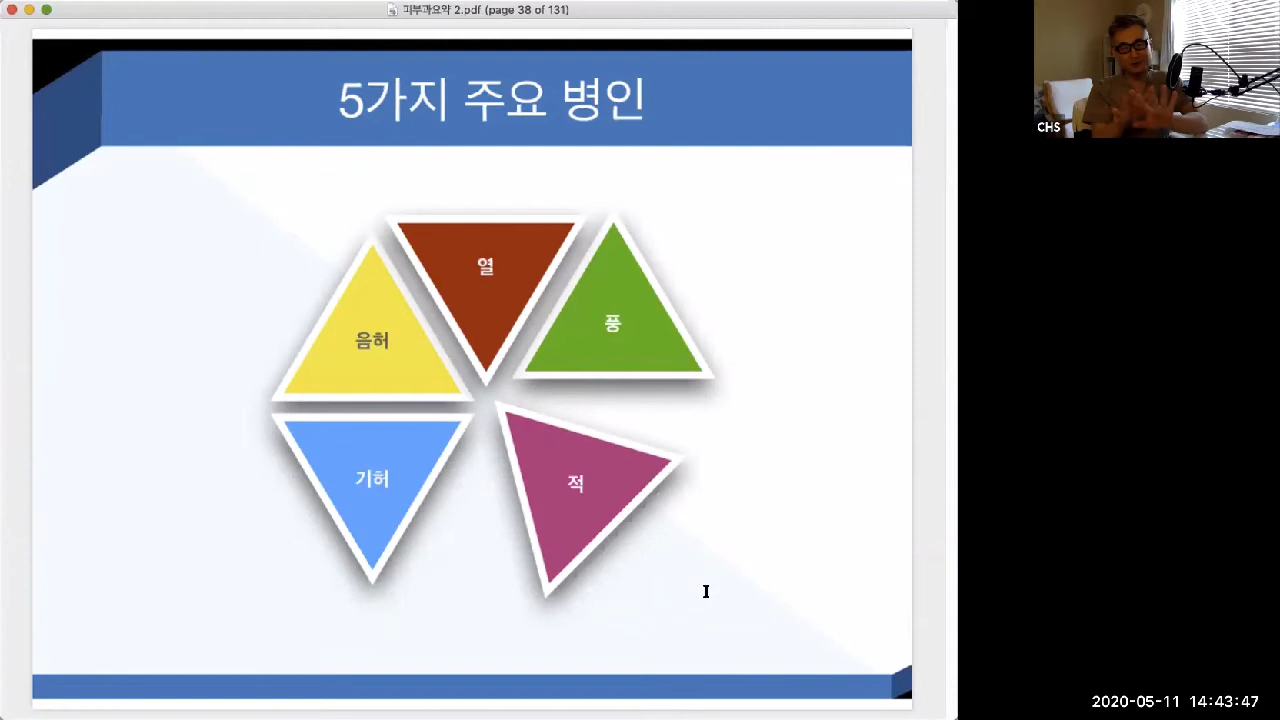 피부과요약 2.pdf (page 38 of 131)
5가지 주요 병인
열
풍
음허
기허
적
CHS
2020-05-11 14:43:47